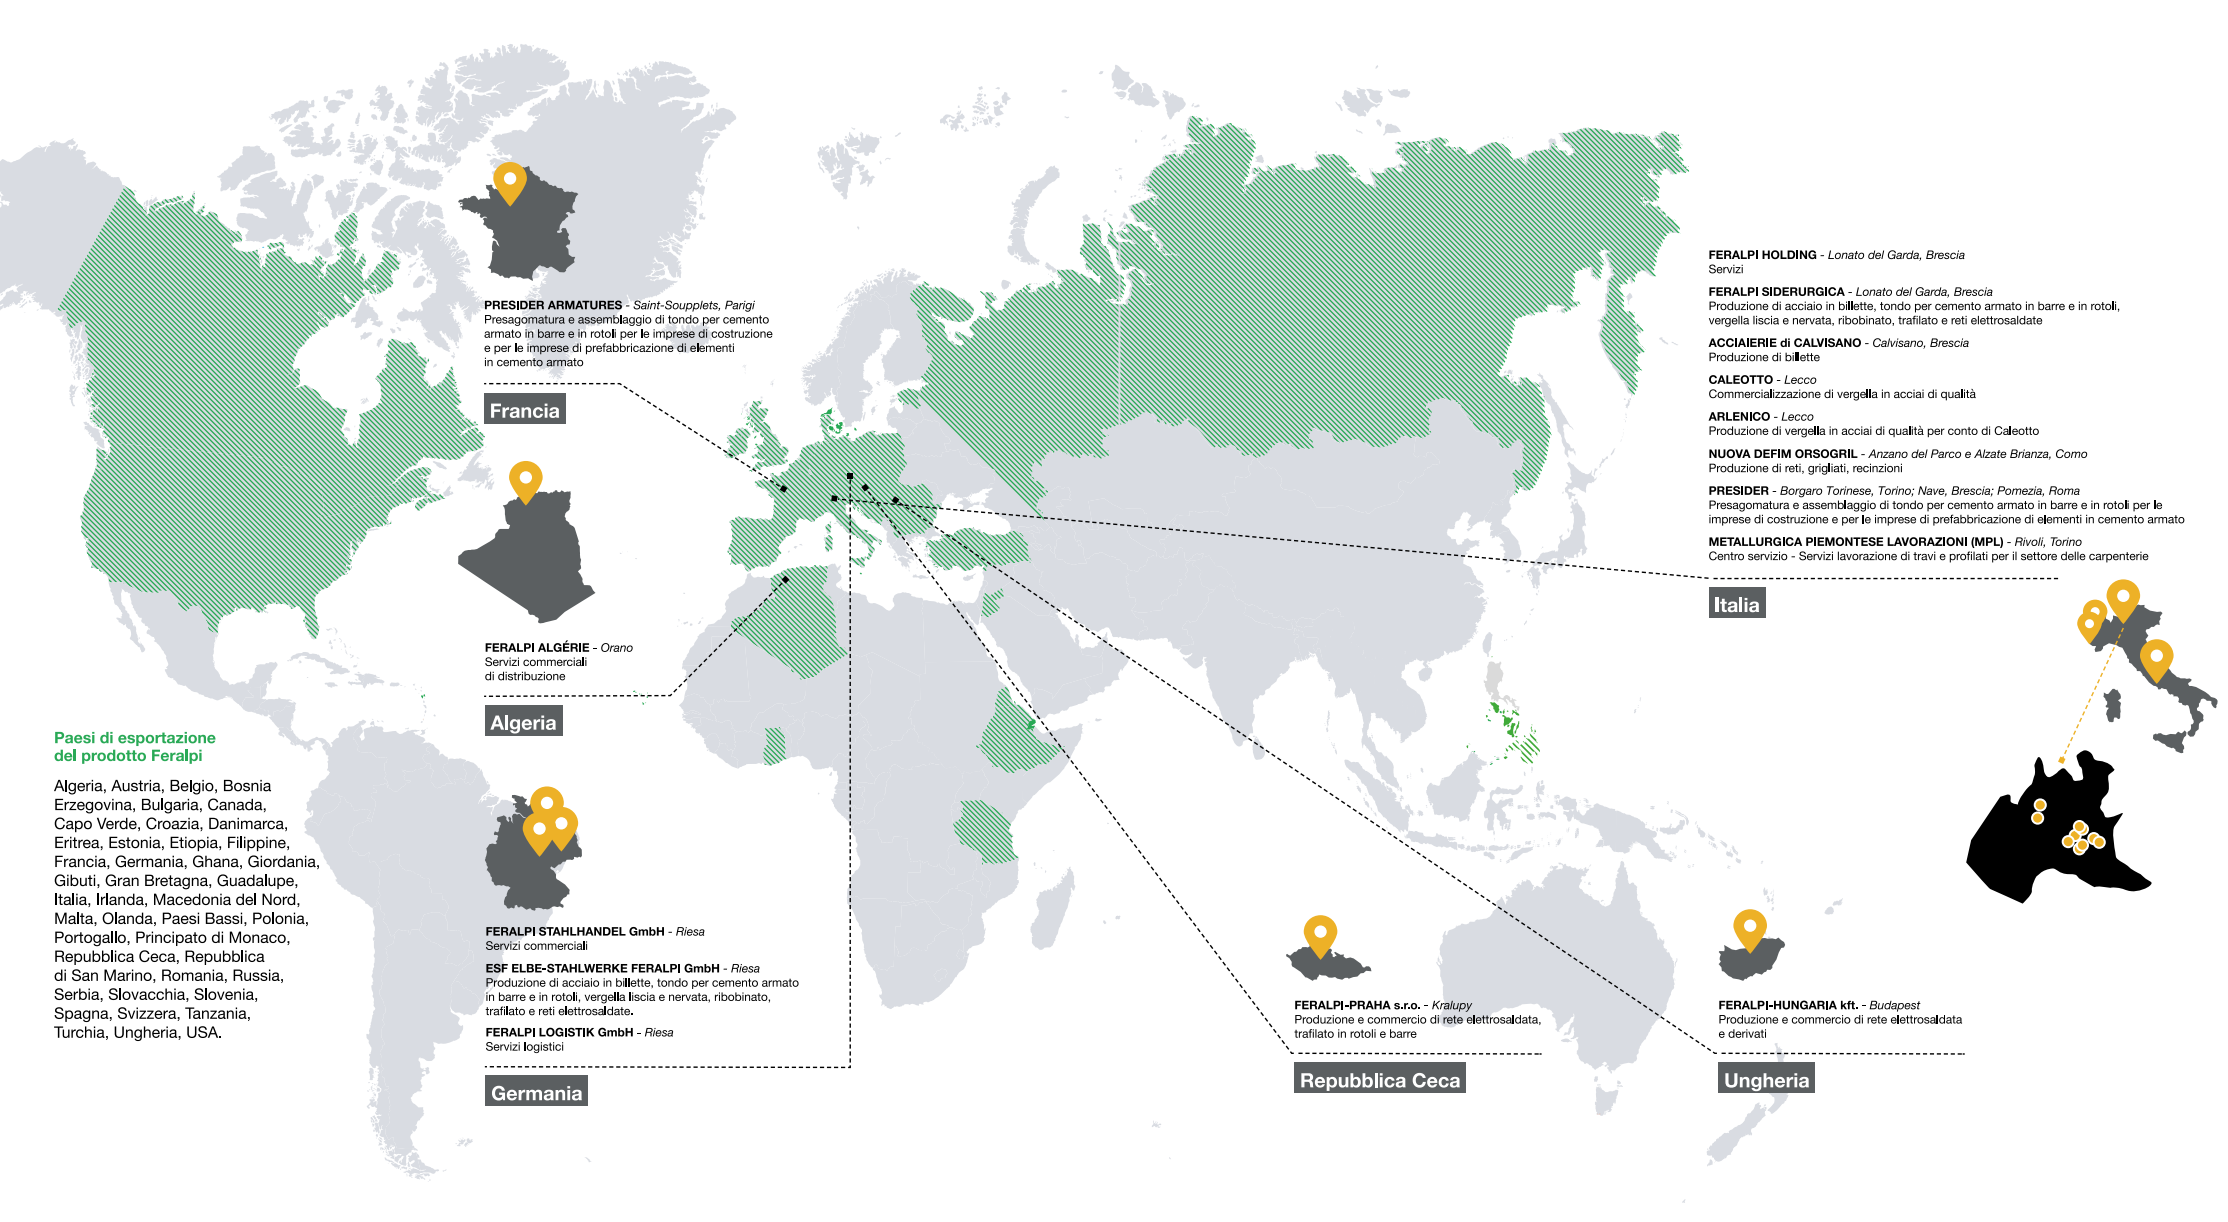 PRESIDER ARMATURES - Saint-Soupplets, Parigi
Presagomatura e assemblaggio di tondo per cemento
armato in barre e in rotoli per le imprese di costruzione
e per le imprese di prefabbricazione di elementi
in cemento armato
Francia
FERALPI ALGÉRIE - Orano
Servizi commerciali
di distribuzione
Algeria
Paesi di esportazione
del prodotto Feralpi
Algeria, Austria, Belgio, Bosnia
Erzegovina, Bulgaria, Canada,
Capo Verde, Croazia, Danimarca,
Eritrea, Estonia, Etiopia, Filippine,
Francia, Germania, Ghana, Giordania,
Gibuti, Gran Bretagna, Guadalupe,
Italia, Irlanda, Macedonia del Nord,
Malta, Olanda, Paesi Bassi, Polonia,
Portogallo, Principato di Monaco,
Repubblica Ceca, Repubblica
di San Marino, Romania, Russia,
Serbia, Slovacchia, Slovenia,
Spagna, Svizzera, Tanzania,
Turchia, Ungheria, USA.
FERALPI STAHLHANDEL GmbH - Riesa
Servizi commerciali
ESF ELBE-STAHLWERKE FERALPI GmbH - Riesa
Produzione di acciaio in billette, tondo per cemento armato
in barre e in rotoli, vergella liscia e nervata, ribobinato,
trafilato e reti elettrosaldate.
FERALPI LOGISTIK GmbH - Riesa
Servizi logistici
Germania
FERALPI-PRAHA s.r.o. - Kralupy
Produzione e commercio di rete elettrosaldata,
trafilato in rotoli e barre
Repubblica Ceca
FERALPI-HUNGARIA kft. - Budapest
Produzione e commercio di rete elettrosaldata
e derivati
Ungheria
FERALPI HOLDING - Lonato del Garda, Brescia
Servizi
FERALPI SIDERURGICA - Lonato del Garda, Brescia
Produzione di acciaio in billette, tondo per cemento armato in barre e in rotoli,
vergella liscia e nervata, ribobinato, trafilato e reti elettrosaldate
ACCIAIERIE di CALVISANO - Calvisano, Brescia
Produzione di billette
CALEOTTO - Lecco
Commercializzazione di vergella in acciai di qualità
ARLENICO - Lecco
Produzione di vergella in acciai di qualità per conto di Caleotto
NUOVA DEFIM ORSOGRIL - Anzano del Parco e Alzate Brianza, Como
Produzione di reti, grigliati, recinzioni
PRESIDER - Borgaro Torinese, Torino; Nave, Brescia; Pomezia, Roma
Presagomatura e assemblaggio di tondo per cemento armato in barre e in rotoli per le
imprese di costruzione e per le imprese di prefabbricazione di elementi in cemento armato
METALLURGICA PIEMONTESE LAVORAZIONI (MPL) - Rivoli, Torino
Centro servizio - Servizi lavorazione di travi e profilati per il settore delle carpenterie
Italia